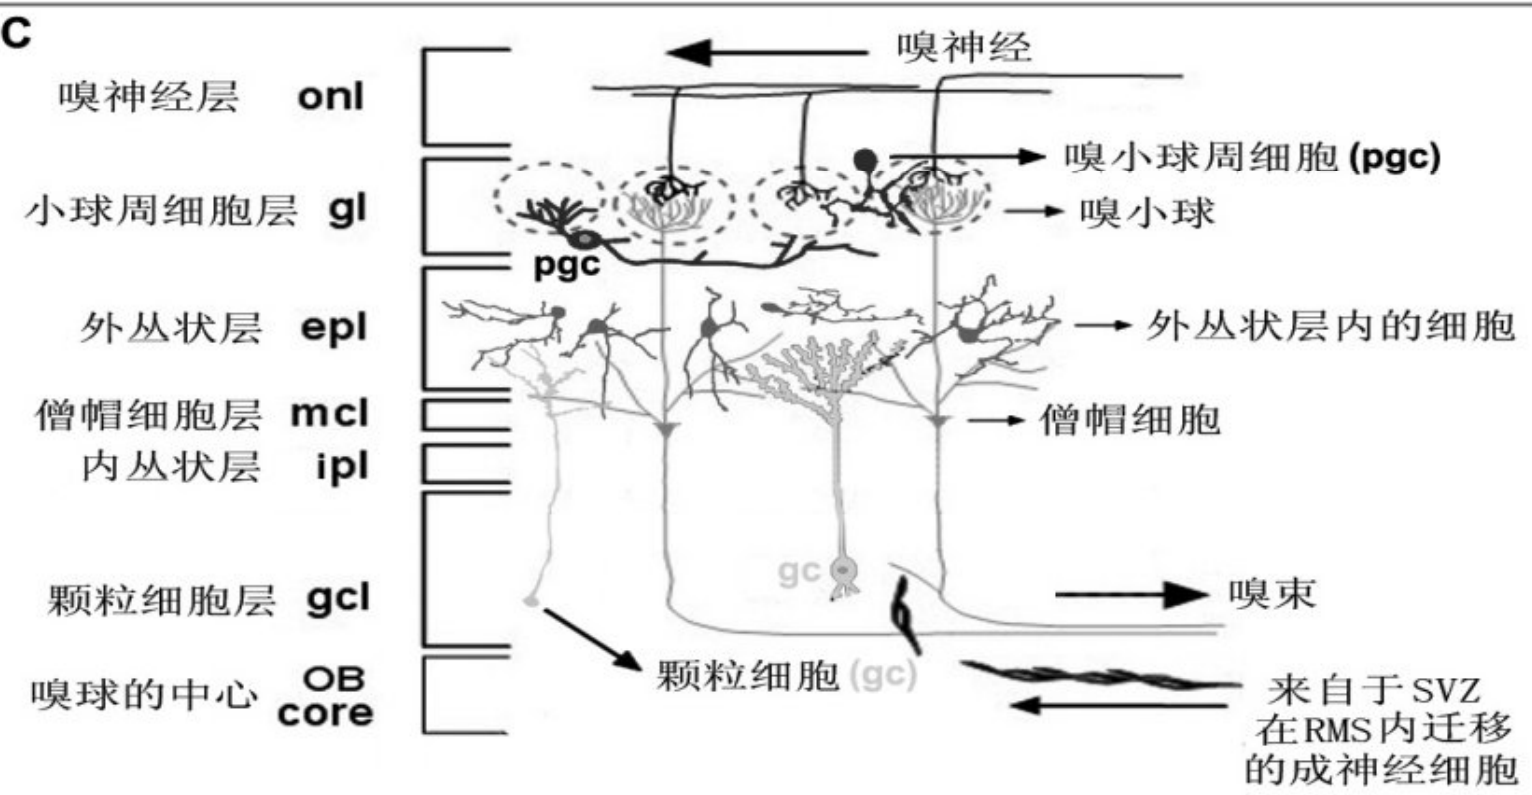 C
嗅神经
嗅神经层 onl
嗅小球周细胞(pgc)
小球周细胞层 gl
嗅小球
pgc
外丛状层 epl
外丛状层内的细胞
僧帽细胞层 mcl
僧帽细胞
内丛状层 ipl
gc
颗粒细胞层 gcl
嗅束
颗粒细胞(gc)
嗅球的中心 OB
core
来自于SVZ
在RMS内迁移
的成神经细胞